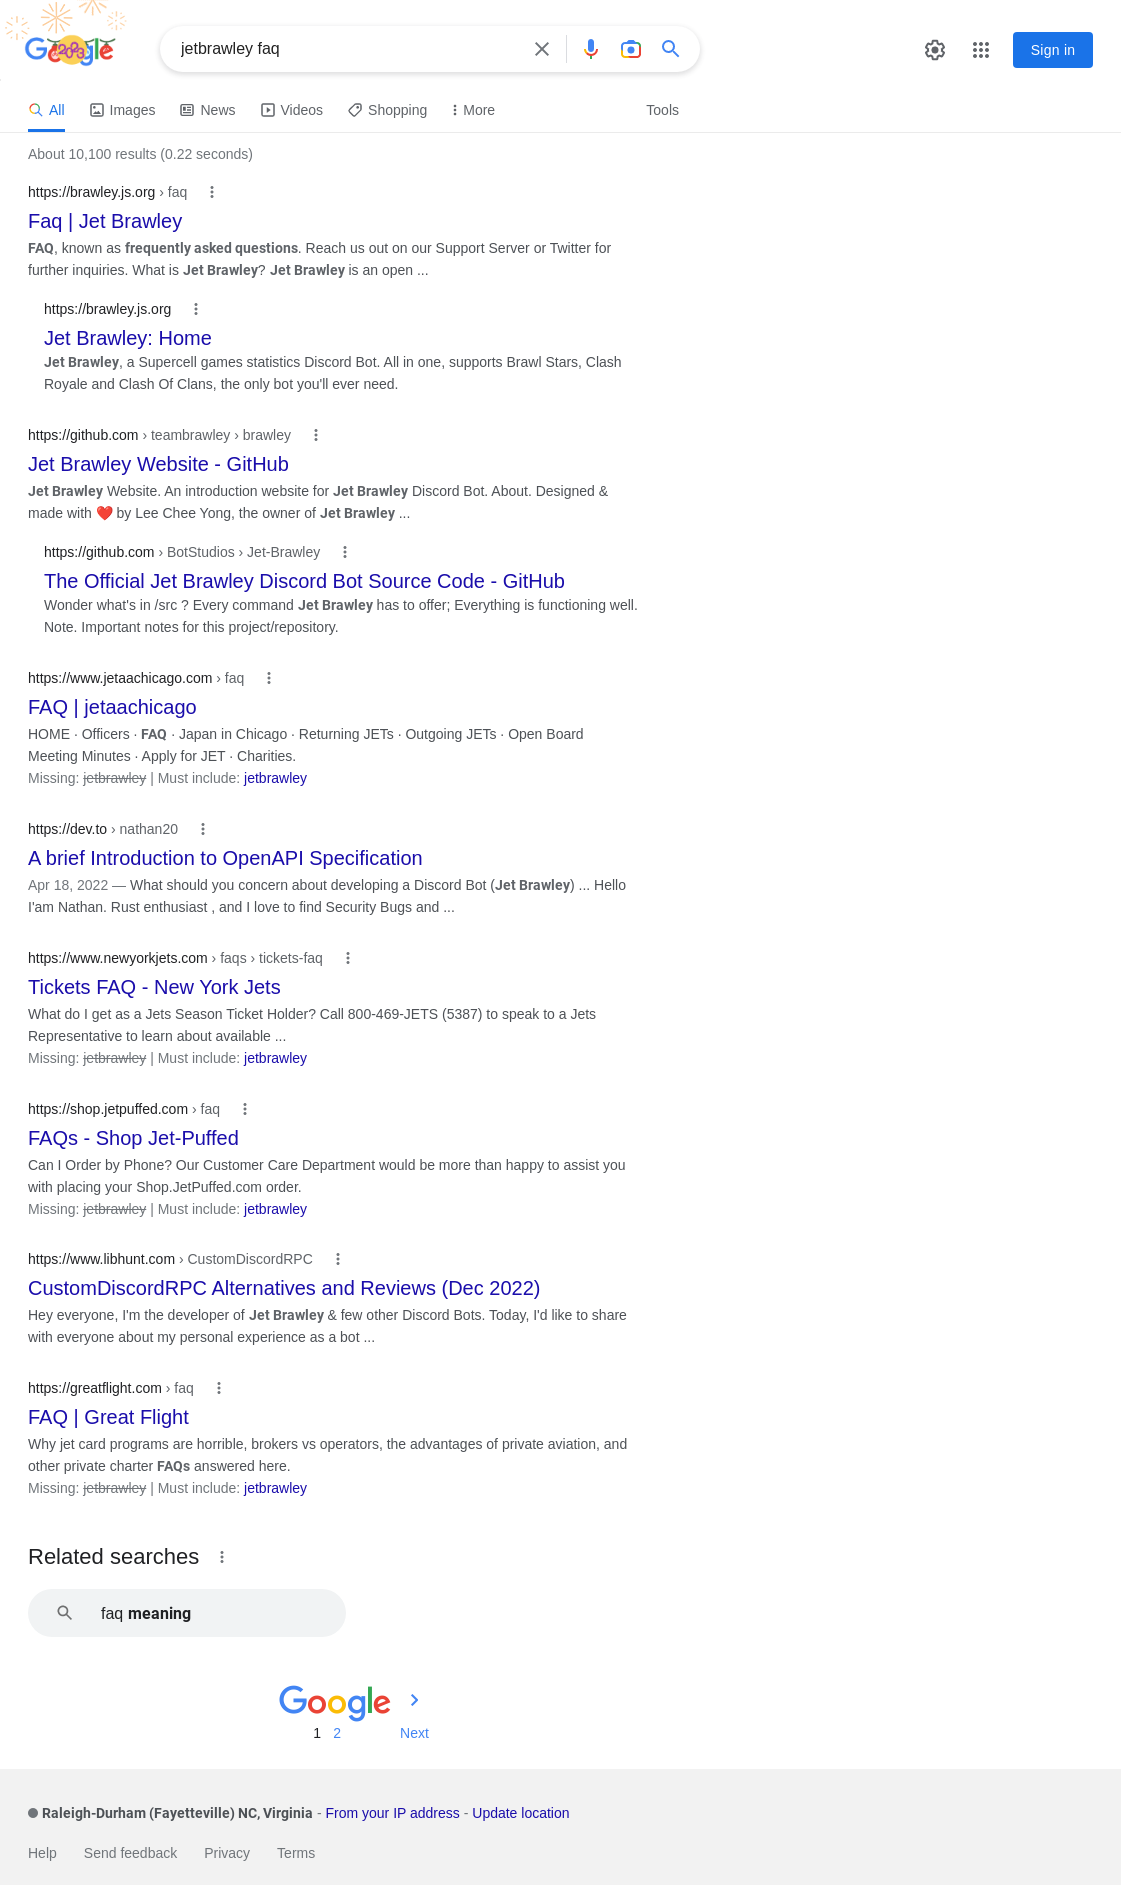 Google
2023
jetbrawley faq
Sign in
All
Images
News
Videos
Shopping
More
Tools
About 10,100 results (0.22 seconds)
https://brawley.js.org › faq
Faq | Jet Brawley
FAQ, known as frequently asked questions. Reach us out on our Support Server or Twitter for
further inquiries. What is Jet Brawley? Jet Brawley is an open ...
https://brawley.js.org
Jet Brawley: Home
Jet Brawley, a Supercell games statistics Discord Bot. All in one, supports Brawl Stars, Clash
Royale and Clash Of Clans, the only bot you'll ever need.
https://github.com › teambrawley › brawley
Jet Brawley Website - GitHub
Jet Brawley Website. An introduction website for Jet Brawley Discord Bot. About. Designed &
made with ❤️ by Lee Chee Yong, the owner of Jet Brawley ...
https://github.com › BotStudios › Jet-Brawley
The Official Jet Brawley Discord Bot Source Code - GitHub
Wonder what's in /src ? Every command Jet Brawley has to offer; Everything is functioning well.
Note. Important notes for this project/repository.
https://www.jetaachicago.com › faq
FAQ | jetaachicago
HOME · Officers · FAQ · Japan in Chicago · Returning JETs · Outgoing JETs · Open Board
Meeting Minutes · Apply for JET · Charities.
Missing: jetbrawley | Must include: jetbrawley
https://dev.to › nathan20
A brief Introduction to OpenAPI Specification
Apr 18, 2022 — What should you concern about developing a Discord Bot (Jet Brawley) ... Hello
I'am Nathan. Rust enthusiast , and I love to find Security Bugs and ...
https://www.newyorkjets.com › faqs › tickets-faq
Tickets FAQ - New York Jets
What do I get as a Jets Season Ticket Holder? Call 800-469-JETS (5387) to speak to a Jets
Representative to learn about available ...
Missing: jetbrawley | Must include: jetbrawley
https://shop.jetpuffed.com › faq
FAQs - Shop Jet-Puffed
Can I Order by Phone? Our Customer Care Department would be more than happy to assist you
with placing your Shop.JetPuffed.com order.
Missing: jetbrawley | Must include: jetbrawley
https://www.libhunt.com › CustomDiscordRPC
CustomDiscordRPC Alternatives and Reviews (Dec 2022)
Hey everyone, I'm the developer of Jet Brawley & few other Discord Bots. Today, I'd like to share
with everyone about my personal experience as a bot ...
https://greatflight.com › faq
FAQ | Great Flight
Why jet card programs are horrible, brokers vs operators, the advantages of private aviation, and
other private charter FAQs answered here.
Missing: jetbrawley | Must include: jetbrawley
Related searches
faq meaning
Google
1 2 Next
Raleigh-Durham (Fayetteville) NC, Virginia - From your IP address - Update location
Help Send feedback Privacy Terms